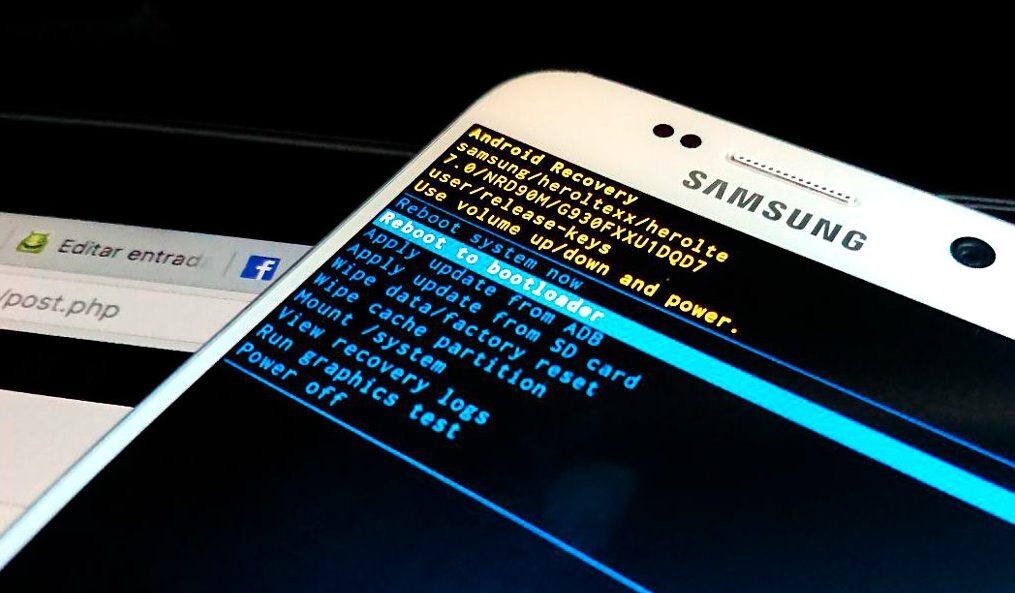 SAMSUNG
Android Recovery
samsung/heroltexx/herolte
7.0/NRD90M/G930FXXU1DQD7
user/release-keys
Use volume up/down and power.
Reboot system now
Reboot to bootloader
Apply update from ADB
Apply update from SD card
Wipe data/factory reset
Wipe cache partition
Mount /system
View recovery logs
Run graphics test
Power off
Editar entrad
/post.php